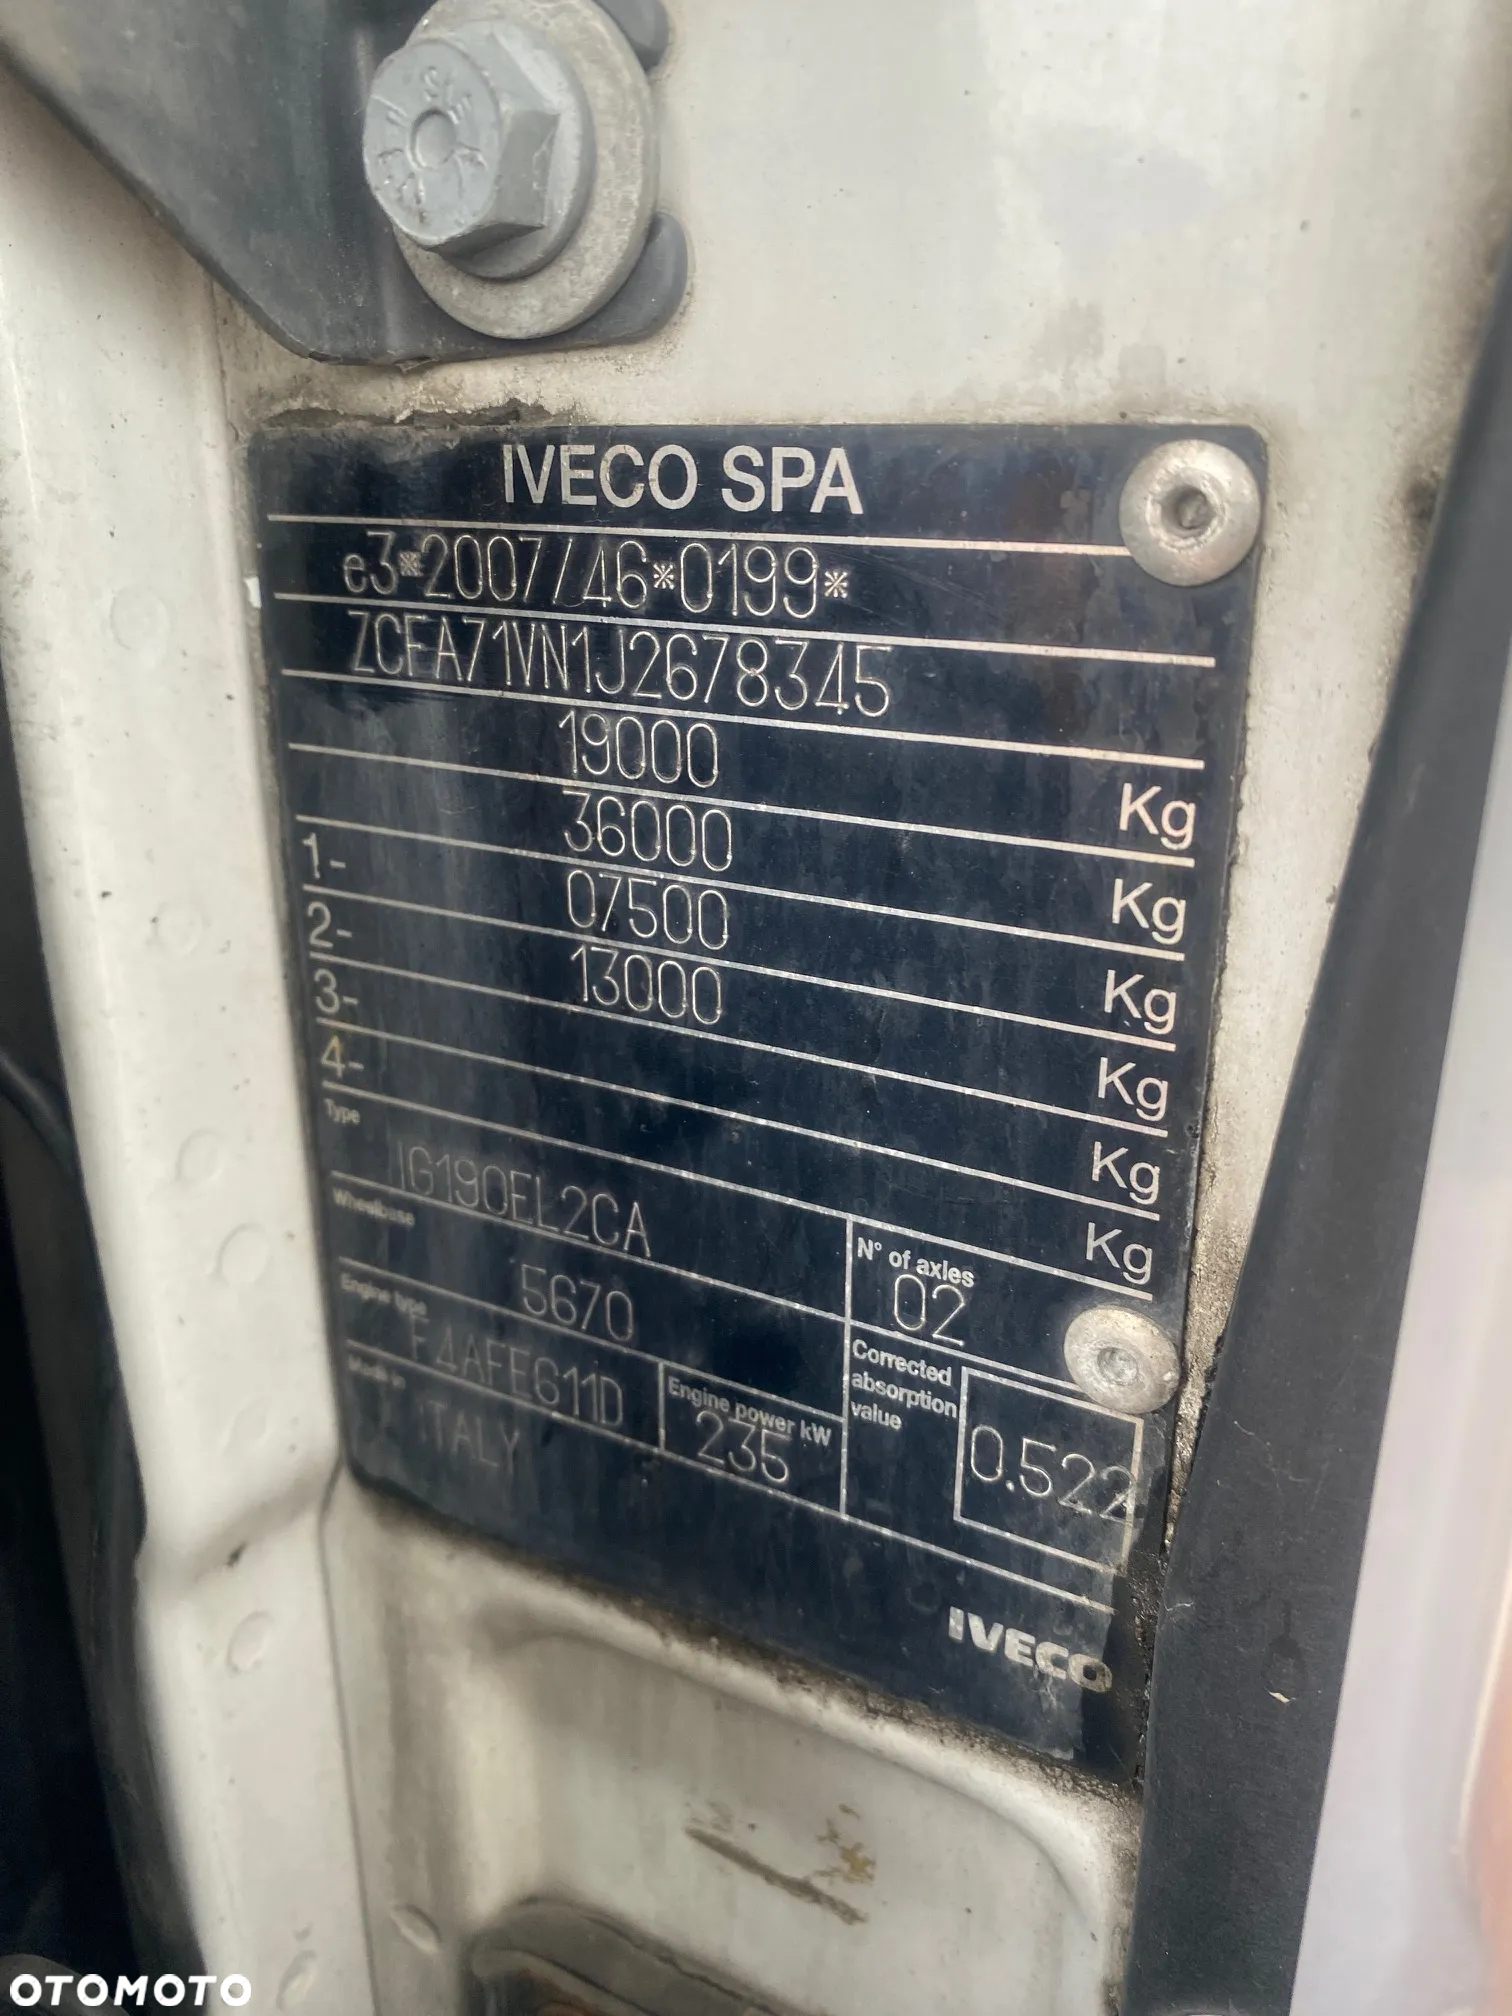 IVECO SPA
e3*2007/46*0199*
ZCFA71VN1J2678345
19000 Kg
36000 Kg
1- 07500 Kg
2- 13000 Kg
3- Kg
4- Kg
Type
IG190EL2CA
N° of axles
02
Wheelbase
5670
Corrected
absorption
value
0.522
Engine type
F4AFE611D
Engine power kW
235
Made in
ITALY
IVECO
OTOMOTO